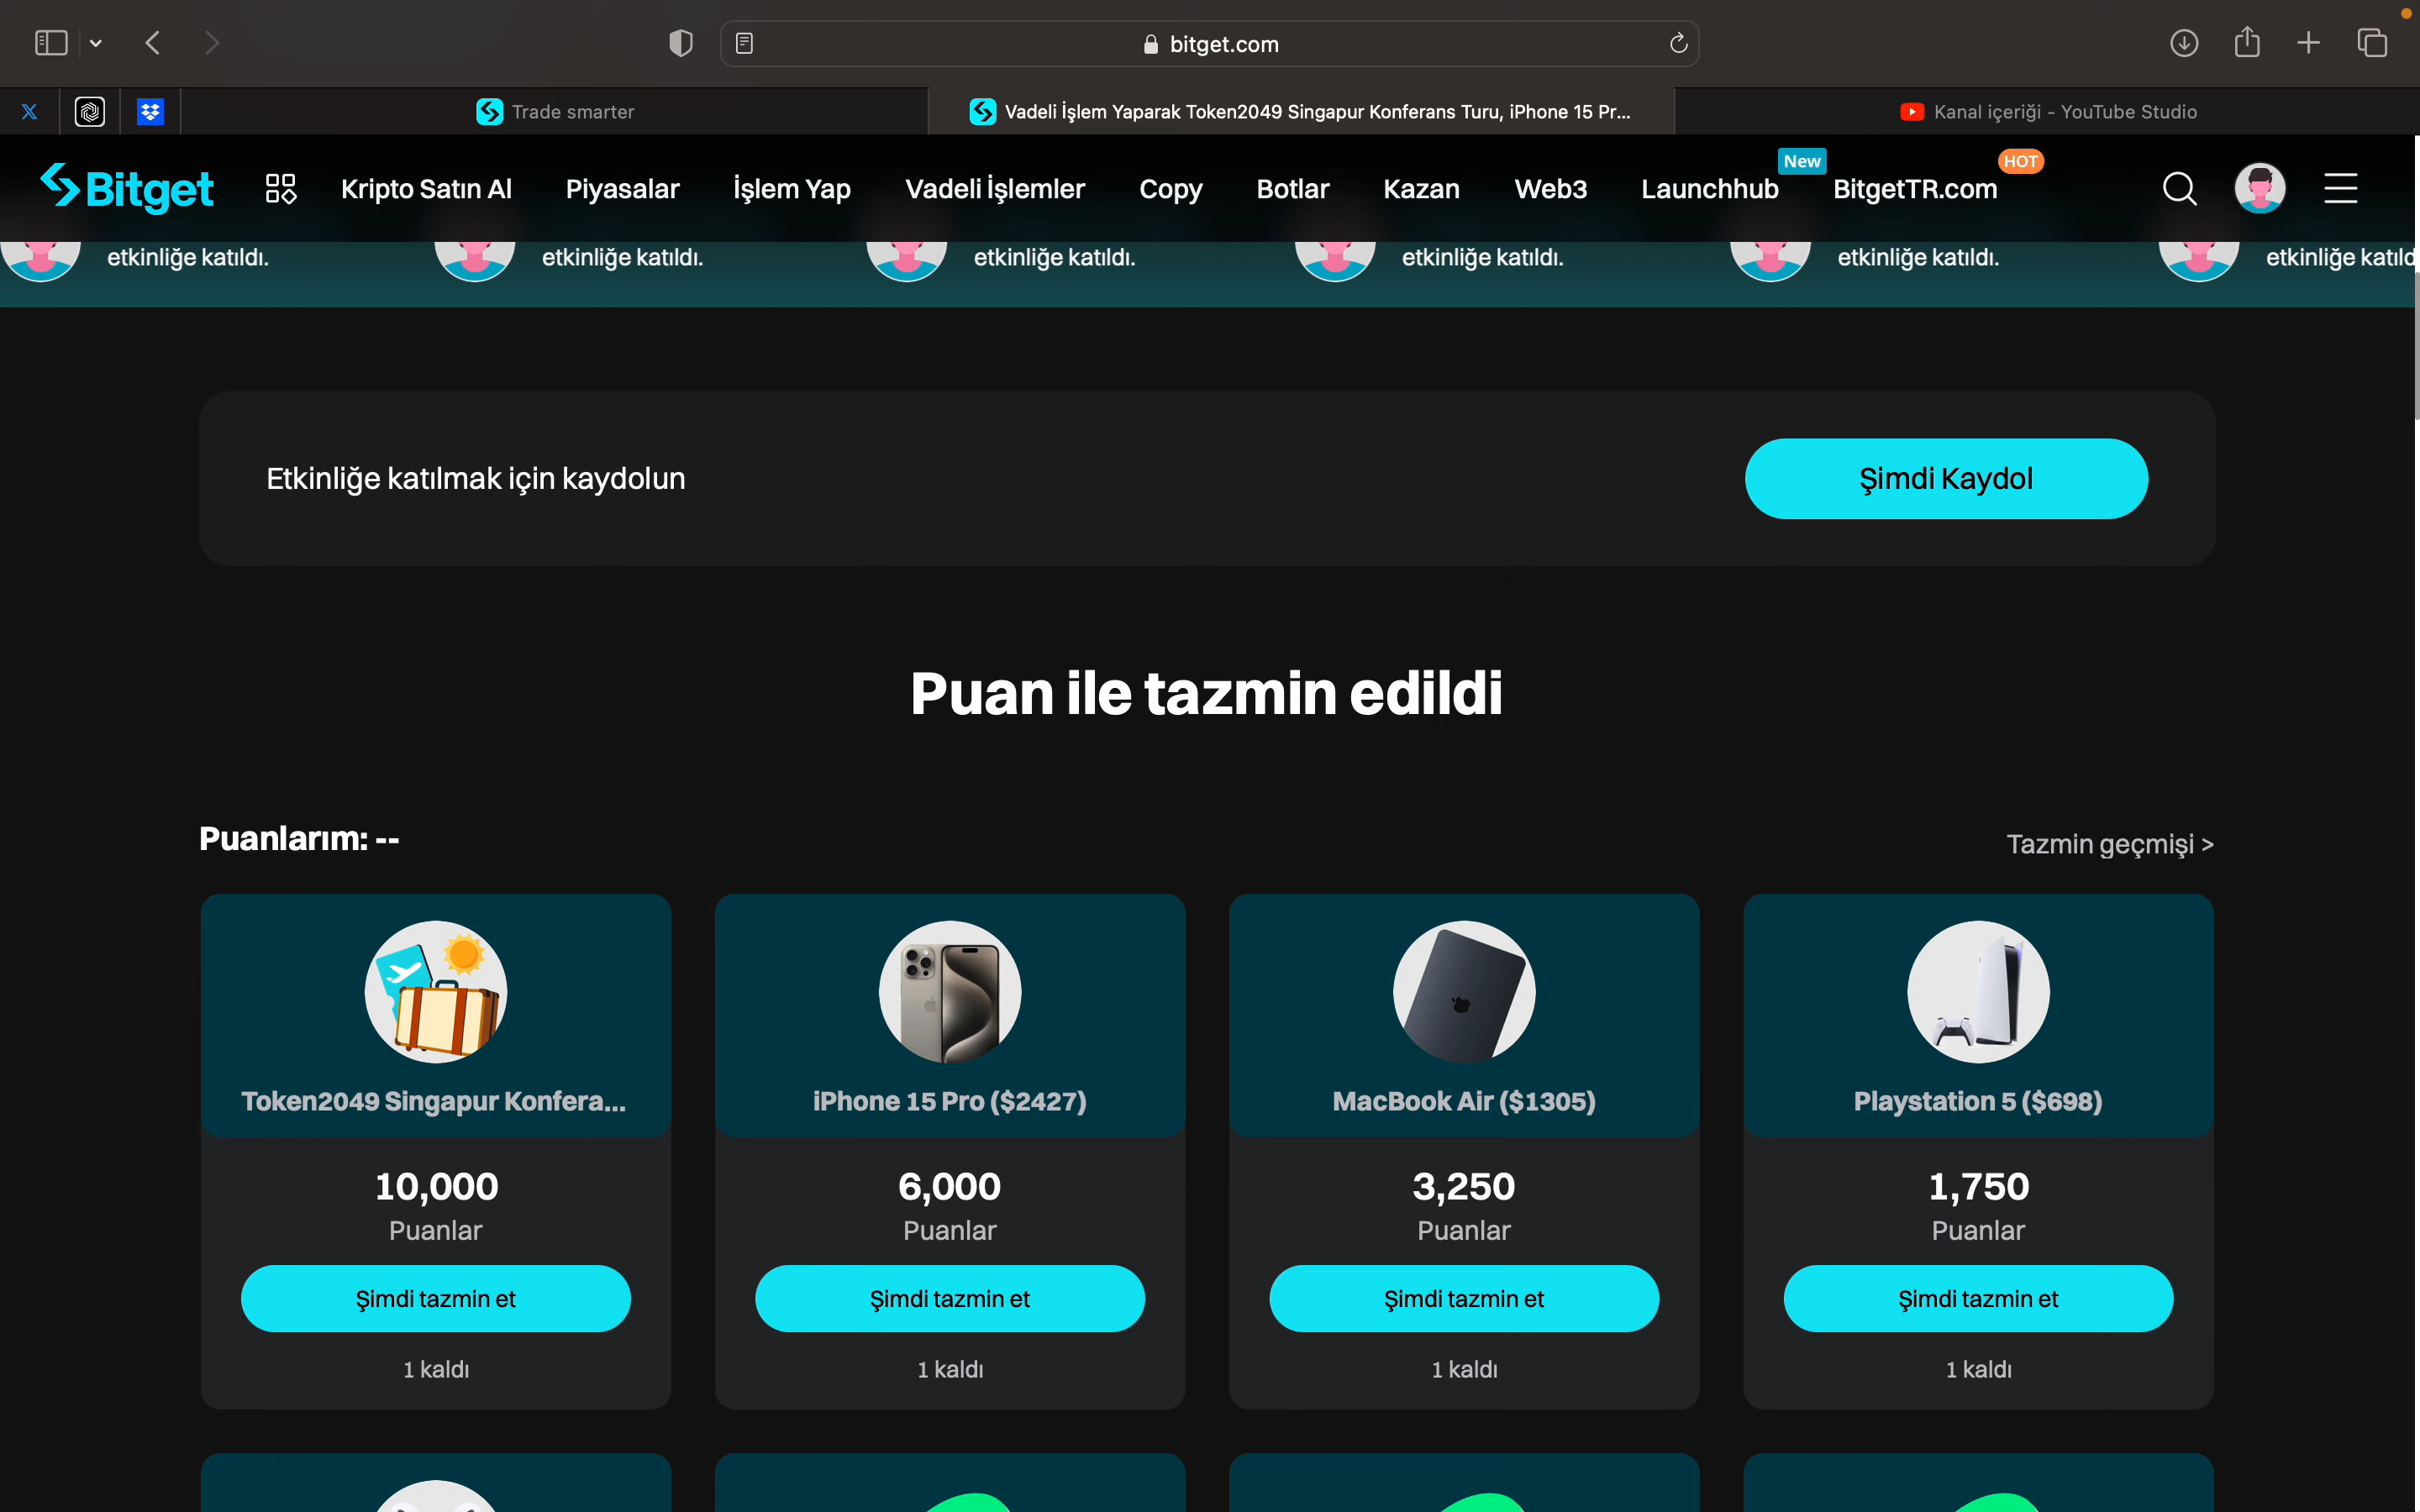 bitget.com
Trade smarter
Vadeli İşlem Yaparak Token2049 Singapur Konferans Turu, iPhone 15 Pr...
Kanal içeriği - YouTube Studio
Bitget
Kripto Satın Al
Piyasalar
İşlem Yap
Vadeli İşlemler
Copy
Botlar
Kazan
Web3
Launchhub
New
BitgetTR.com
HOT
etkinliğe katıldı.
etkinliğe katıldı.
etkinliğe katıldı.
etkinliğe katıldı.
etkinliğe katıldı.
etkinliğe katıld
Etkinliğe katılmak için kaydolun
Şimdi Kaydol
Puan ile tazmin edildi
Puanlarım: --
Tazmin geçmişi >
Token2049 Singapur Konfera...
10,000
Puanlar
Şimdi tazmin et
1 kaldı
iPhone 15 Pro ($2427)
6,000
Puanlar
Şimdi tazmin et
1 kaldı
MacBook Air ($1305)
3,250
Puanlar
Şimdi tazmin et
1 kaldı
Playstation 5 ($698)
1,750
Puanlar
Şimdi tazmin et
1 kaldı